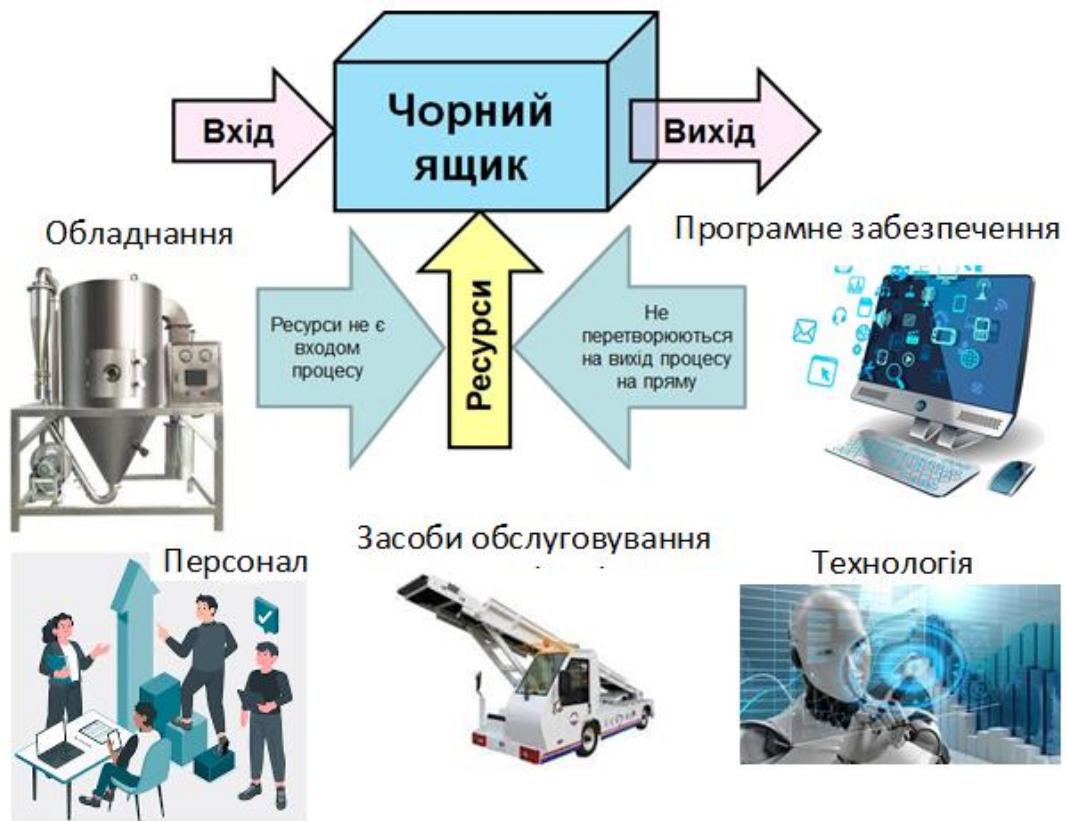 Чорний
ящик
Вхід
Вихід
Обладнання
Програмне забезпечення
Ресурси не є
входом
процесу
Ресурси
Не
перетворюються
на вихід процесу
на пряму
Персонал
Засоби обслуговування
Технологія